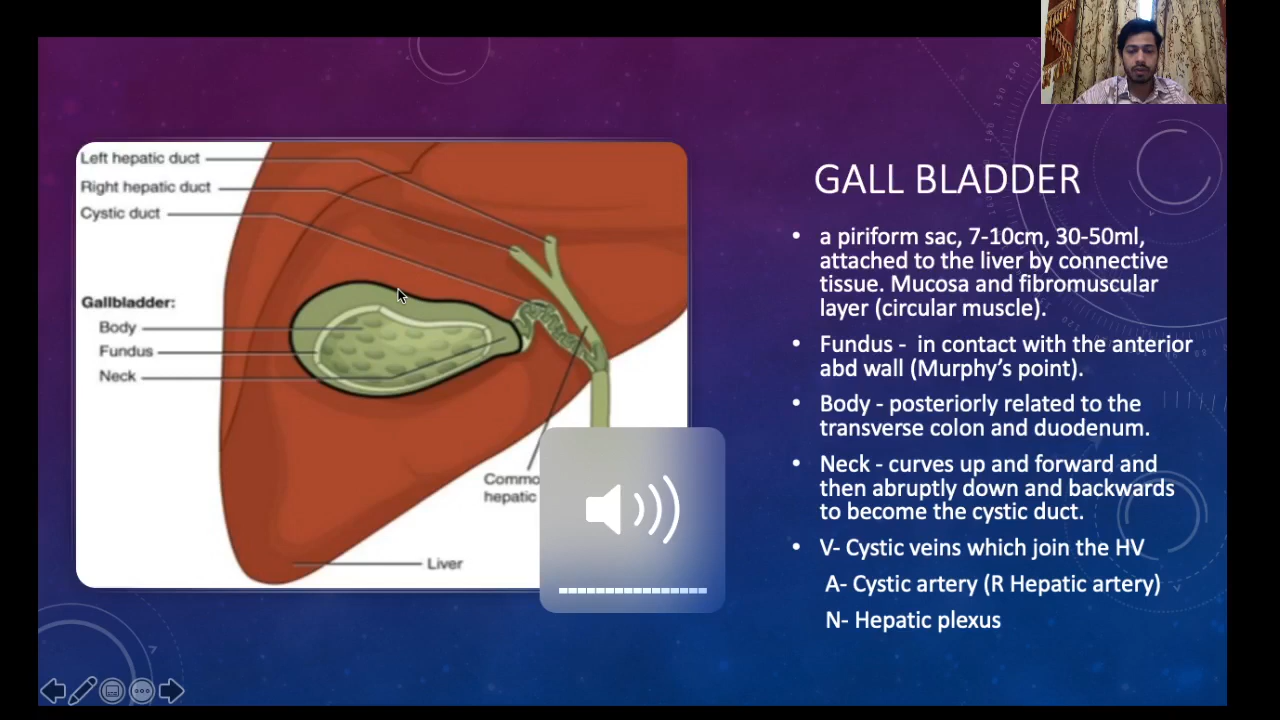 Left hepatic duct
Right hepatic duct
Cystic duct
Gallbladder:
Body
Fundus
Neck
hepatic
Liver
GALL BLADDER
• a piriform sac, 7-10cm, 30-50ml,
attached to the liver by connective
tissue. Mucosa and fibromuscular
layer (circular muscle).
• Fundus - in contact with the anterior
abd wall (Murphy's point).
• Body - posteriorly related to the
transverse colon and duodenum.
• Neck - curves up and forward and
then abruptly down and backwards
to become the cystic duct.
• V- Cystic veins which join the HV
A- Cystic artery (R Hepatic artery)
N- Hepatic plexus